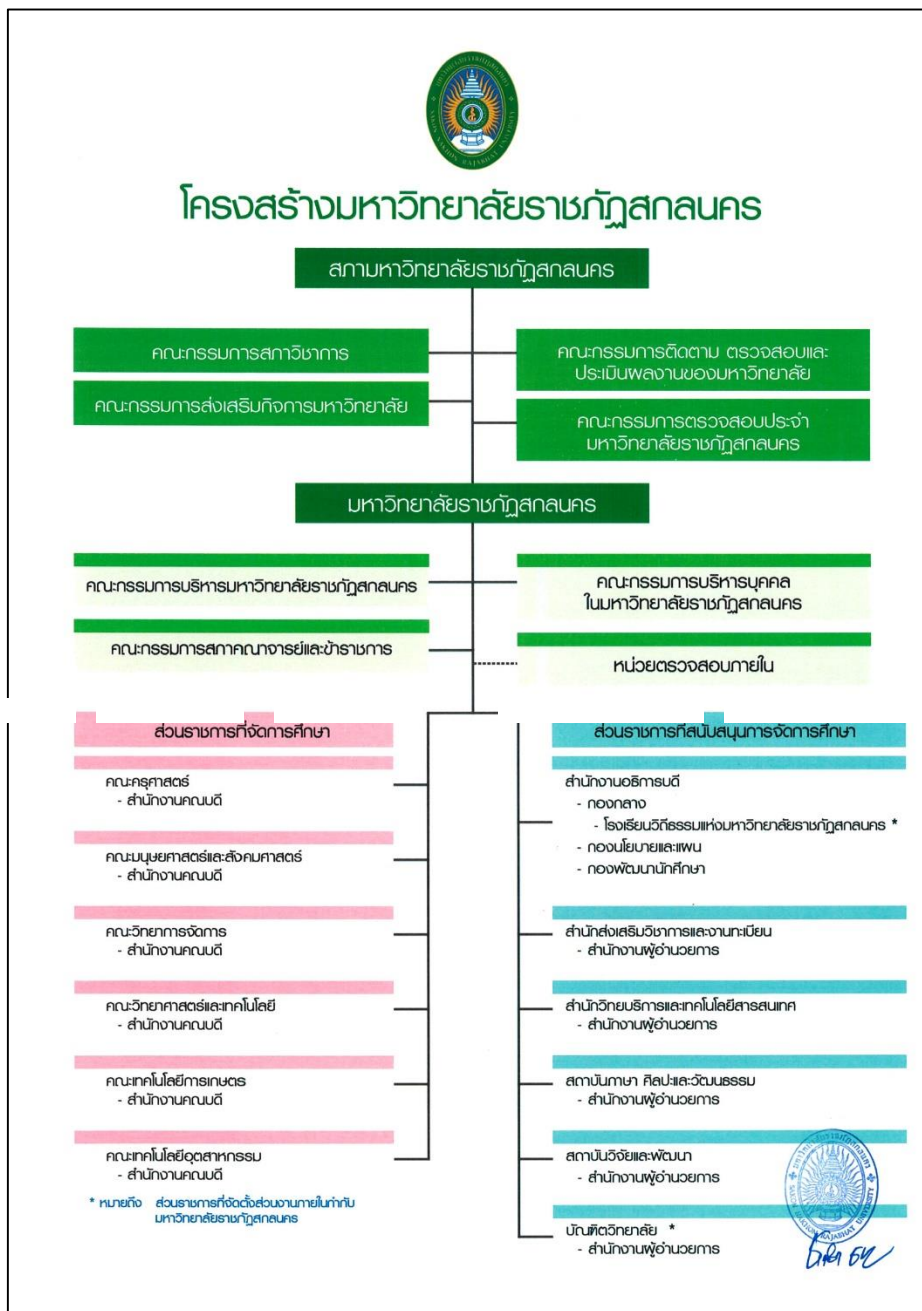 มหาวิทยาลัยราชภัฏสกลนคร
SAKON NAKHON RAJABHAT UNIVERSITY
โครงสร้างมหาวิทยาลัยราชภัฏสกลนคร
สภามหาวิทยาลัยราชภัฏสกลนคร
คณะกรรมการสภาวิชาการ
คณะกรรมการติดตาม ตรวจสอบและ
ประเมินผลงานของมหาวิทยาลัย
คณะกรรมการส่งเสริมกิจการมหาวิทยาลัย
คณะกรรมการตรวจสอบประจำ
มหาวิทยาลัยราชภัฏสกลนคร
มหาวิทยาลัยราชภัฏสกลนคร
คณะกรรมการบริหารมหาวิทยาลัยราชภัฏสกลนคร
คณะกรรมการบริหารบุคคล
ในมหาวิทยาลัยราชภัฏสกลนคร
คณะกรรมการสภาคณาจารย์และข้าราชการ
หน่วยตรวจสอบภายใน
ส่วนราชการที่จัดการศึกษา
คณะครุศาสตร์
- สำนักงานคณบดี
คณะมนุษยศาสตร์และสังคมศาสตร์
- สำนักงานคณบดี
คณะวิทยาการจัดการ
- สำนักงานคณบดี
คณะวิทยาศาสตร์และเทคโนโลยี
- สำนักงานคณบดี
คณะเทคโนโลยีการเกษตร
- สำนักงานคณบดี
คณะเทคโนโลยีอุตสาหกรรม
- สำนักงานคณบดี
* หมายถึง ส่วนราชการที่จัดตั้งส่วนงานภายในกำกับ
มหาวิทยาลัยราชภัฏสกลนคร
ส่วนราชการที่สนับสนุนการจัดการศึกษา
สำนักงานอธิการบดี
- กองกลาง
- โรงเรียนวิถีธรรมแห่งมหาวิทยาลัยราชภัฏสกลนคร *
- กองนโยบายและแผน
- กองพัฒนานักศึกษา
สำนักส่งเสริมวิชาการและงานทะเบียน
- สำนักงานผู้อำนวยการ
สำนักวิทยบริการและเทคโนโลยีสารสนเทศ
- สำนักงานผู้อำนวยการ
สถาบันภาษา ศิลปะและวัฒนธรรม
- สำนักงานผู้อำนวยการ
สถาบันวิจัยและพัฒนา
- สำนักงานผู้อำนวยการ
บัณฑิตวิทยาลัย *
- สำนักงานผู้อำนวยการ